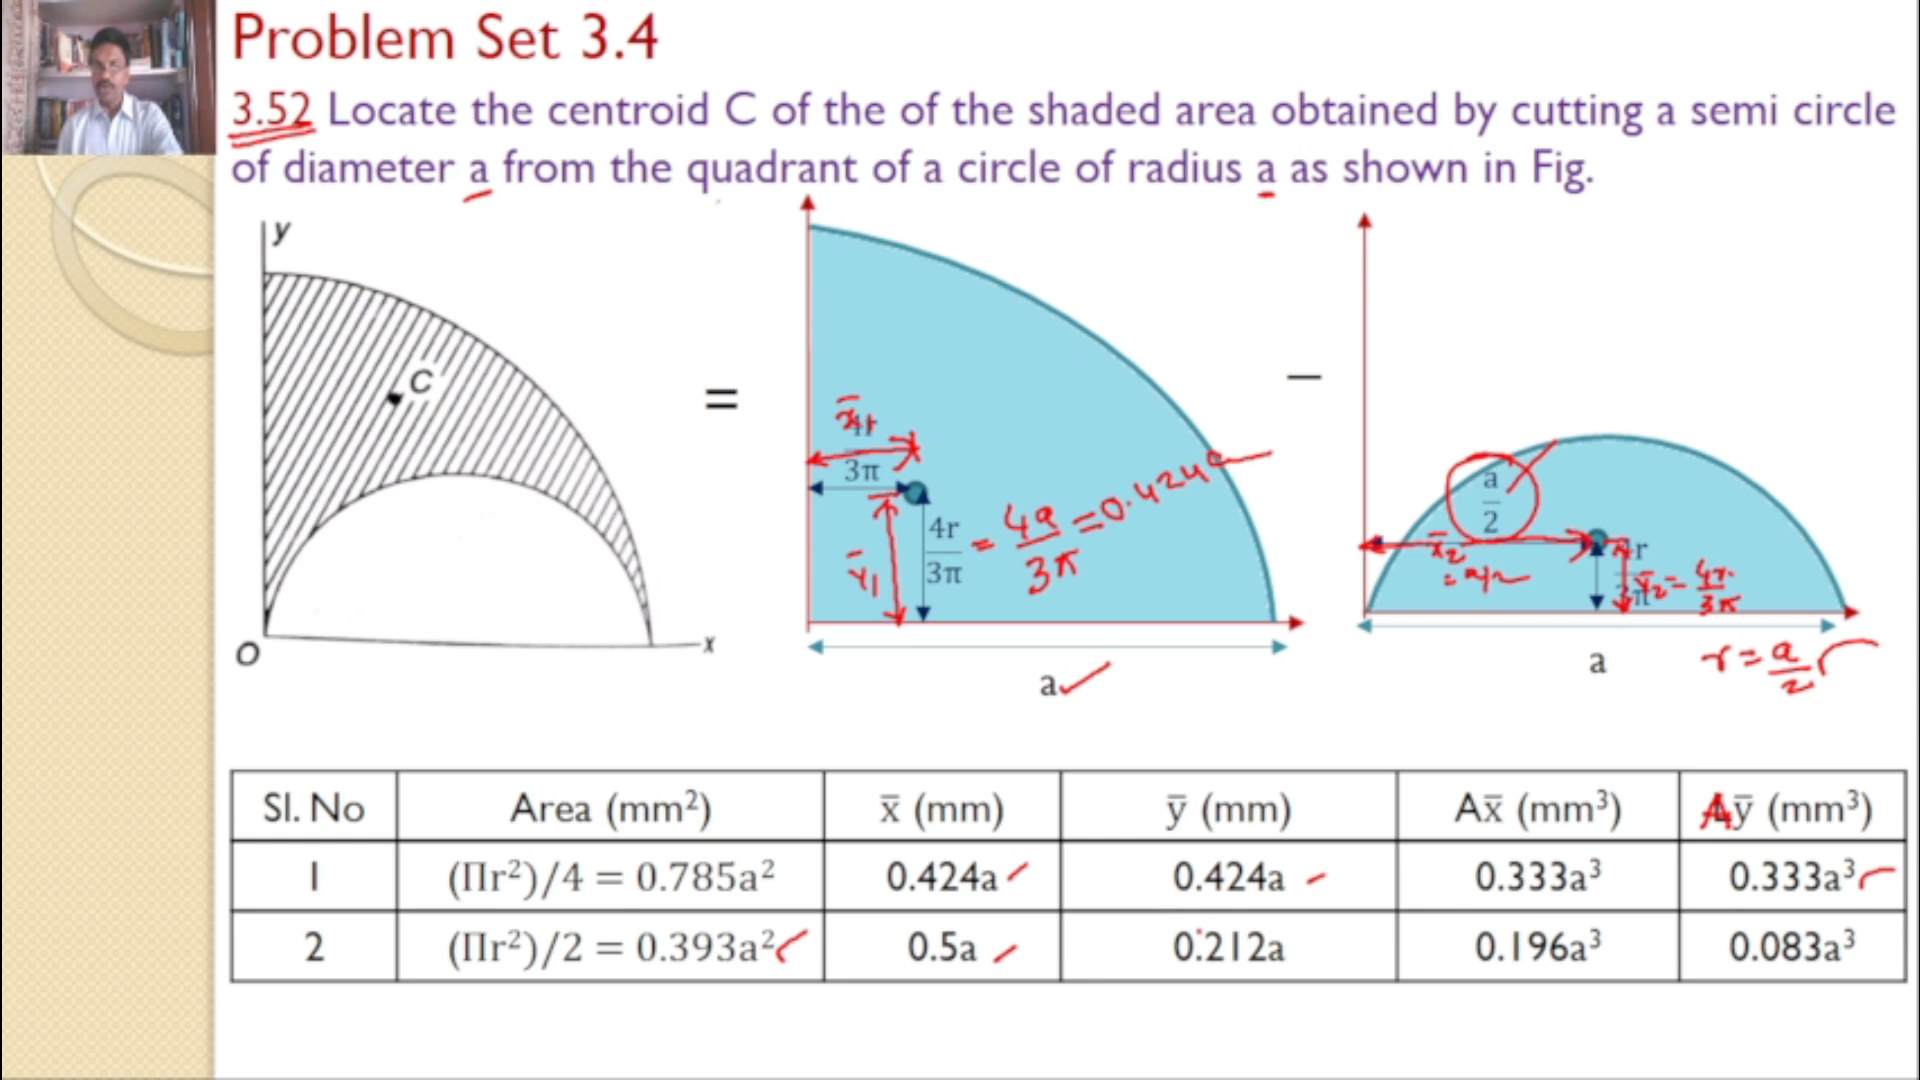 Problem Set 3.4
3.52 Locate the centroid C of the of the shaded area obtained by cutting a semi circle
of diameter a from the quadrant of a circle of radius a as shown in Fig.
y
C
O
x
=
x̄₁
4r
3π
ȳ₁
4r
3π
= 4a/3π = 0.424a
a
–
a
2
x̄₂
= a/2
4r
3π
ȳ₂ = 4r/3π
a
r = a/2
Sl. No Area (mm²) x̄ (mm) ȳ (mm) Ax̄ (mm³) Aȳ (mm³)
1 (Πr²)/4 = 0.785a² 0.424a 0.424a 0.333a³ 0.333a³
2 (Πr²)/2 = 0.393a² 0.5a 0.212a 0.196a³ 0.083a³